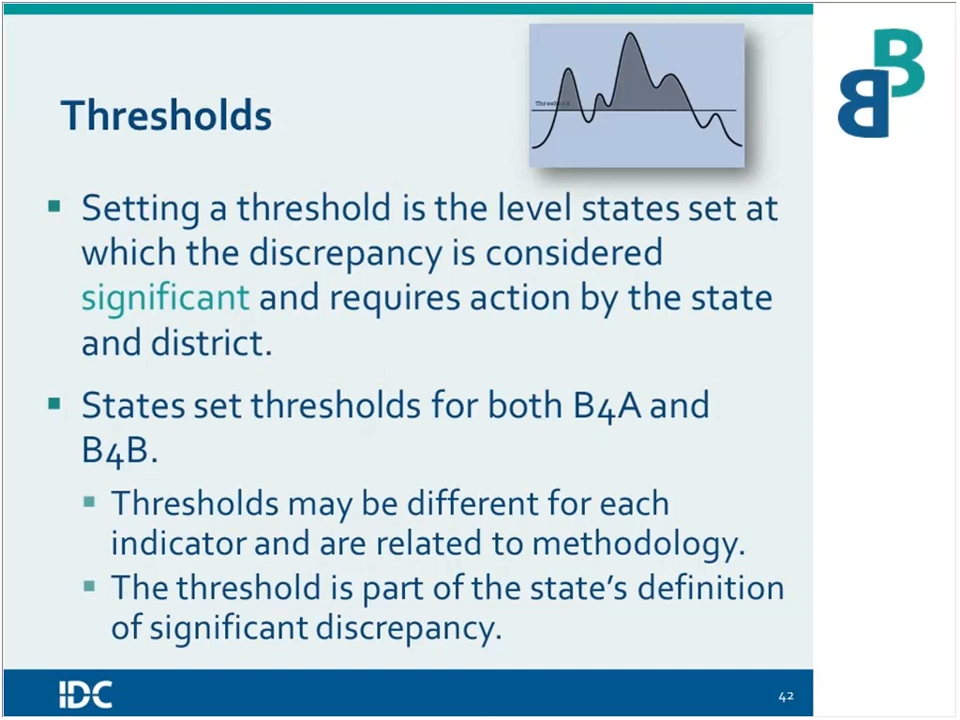 Thresholds
Threshold
BB
▪ Setting a threshold is the level states set at
which the discrepancy is considered
significant and requires action by the state
and district.
▪ States set thresholds for both B4A and
B4B.
▪ Thresholds may be different for each
indicator and are related to methodology.
▪ The threshold is part of the state's definition
of significant discrepancy.
IDC
42